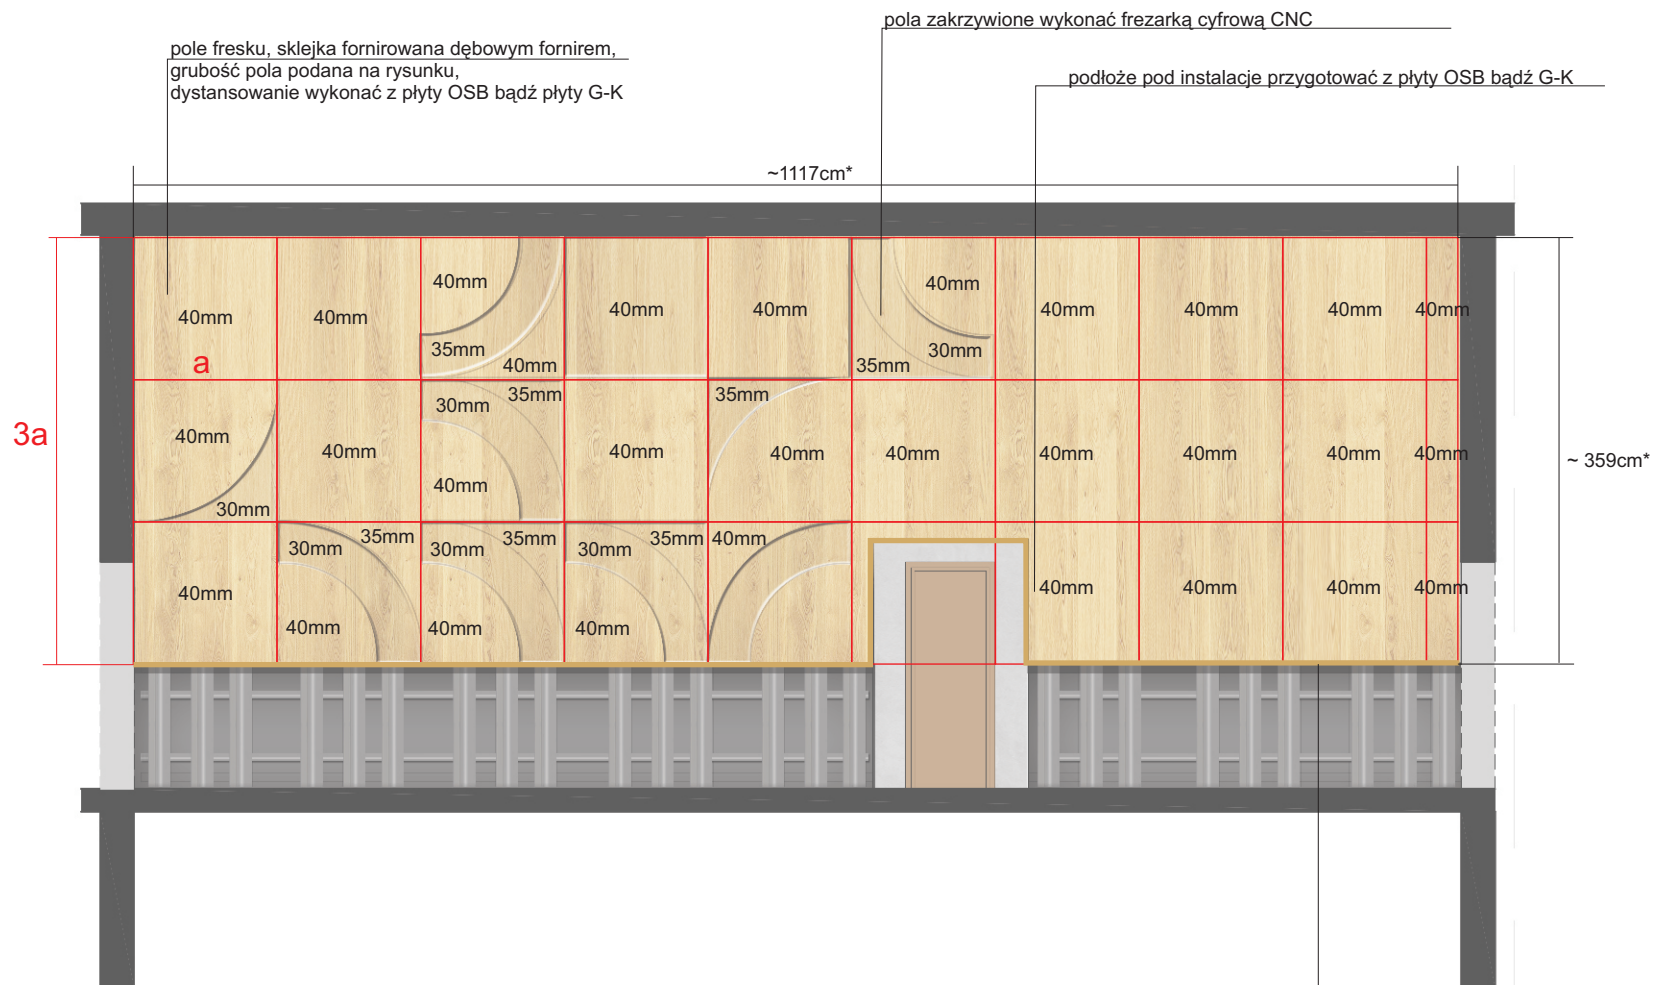 pola zakrzywione wykonać frezarką cyfrową CNC
pole fresku, sklejka fornirowana dębowym fornirem,
grubość pola podana na rysunku,
dystansowanie wykonać z płyty OSB bądź płyty G-K
podłoże pod instalacje przygotować z płyty OSB bądź G-K
~1117cm*
40mm 40mm 40mm 40mm 40mm 40mm 40mm 40mm 40mm 40mm
35mm 30mm
a 40mm 35mm
30mm 35mm 35mm
3a 40mm 40mm 40mm 40mm 40mm 40mm 40mm 40mm 40mm ~ 359cm*
40mm
30mm
30mm 35mm 30mm 35mm 30mm 35mm 40mm
40mm 40mm 40mm 40mm 40mm
40mm 40mm 40mm